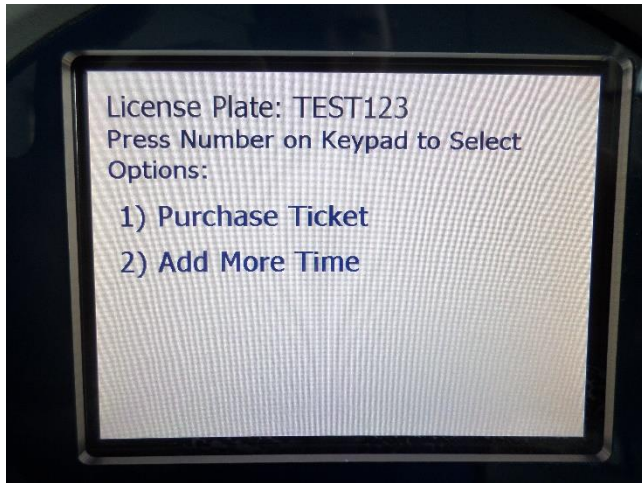 License Plate: TEST123
Press Number on Keypad to Select
Options:
1) Purchase Ticket
2) Add More Time